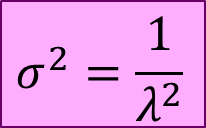 σ² = 1/λ²